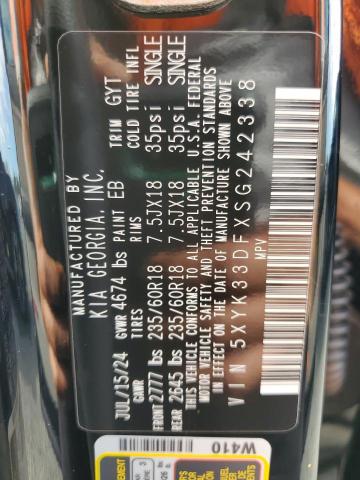 MANUFACTURED BY
KIA GEORGIA, INC.
JUL/15/24 GVWR 4674 lbs PAINT EB TRIM GYT
GAWR TIRES RIMS COLD TIRE INFL
FRONT 2777 lbs 235/60R18 7.5JX18 35psi SINGLE
REAR 2645 lbs 235/60R18 7.5JX18 35psi SINGLE
THIS VEHICLE CONFORMS TO ALL APPLICABLE U.S.A. FEDERAL
MOTOR VEHICLE SAFETY AND THEFT PREVENTION STANDARDS
IN EFFECT ON THE DATE OF MANUFACTURE SHOWN ABOVE
VIN 5XYK33DFXSG242338
MPV
W410